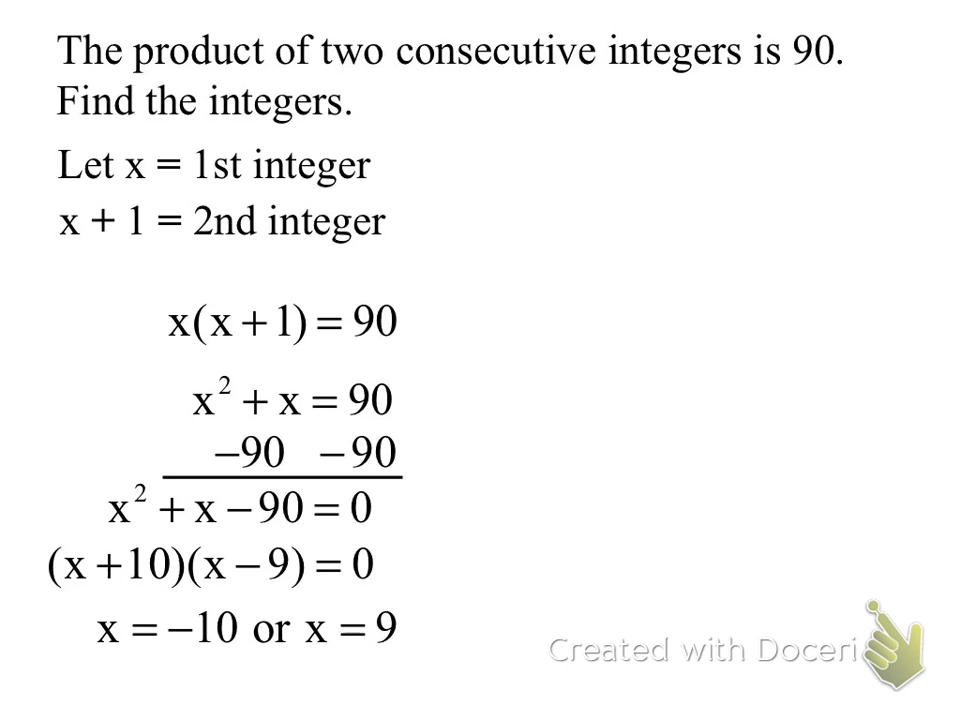 The product of two consecutive integers is 90.
Find the integers.
Let x = 1st integer
x + 1 = 2nd integer
x(x + 1) = 90
x² + x = 90
−90 −90
x² + x − 90 = 0
(x +10)(x − 9) = 0
x = −10 or x = 9
Created with Doceri